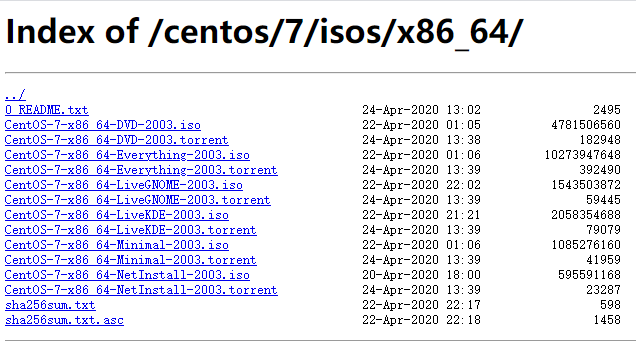 Index of /centos/7/isos/x86_64/
../
0_README.txt 24-Apr-2020 13:02 2495
CentOS-7-x86_64-DVD-2003.iso 22-Apr-2020 01:05 4781506560
CentOS-7-x86_64-DVD-2003.torrent 24-Apr-2020 13:38 182948
CentOS-7-x86_64-Everything-2003.iso 22-Apr-2020 01:06 10273947648
CentOS-7-x86_64-Everything-2003.torrent 24-Apr-2020 13:39 392490
CentOS-7-x86_64-LiveGNOME-2003.iso 22-Apr-2020 22:02 1543503872
CentOS-7-x86_64-LiveGNOME-2003.torrent 24-Apr-2020 13:39 59445
CentOS-7-x86_64-LiveKDE-2003.iso 22-Apr-2020 21:21 2058354688
CentOS-7-x86_64-LiveKDE-2003.torrent 24-Apr-2020 13:39 79079
CentOS-7-x86_64-Minimal-2003.iso 22-Apr-2020 01:06 1085276160
CentOS-7-x86_64-Minimal-2003.torrent 24-Apr-2020 13:39 41959
CentOS-7-x86_64-NetInstall-2003.iso 20-Apr-2020 18:00 595591168
CentOS-7-x86_64-NetInstall-2003.torrent 24-Apr-2020 13:39 23287
sha256sum.txt 22-Apr-2020 22:17 598
sha256sum.txt.asc 22-Apr-2020 22:18 1458